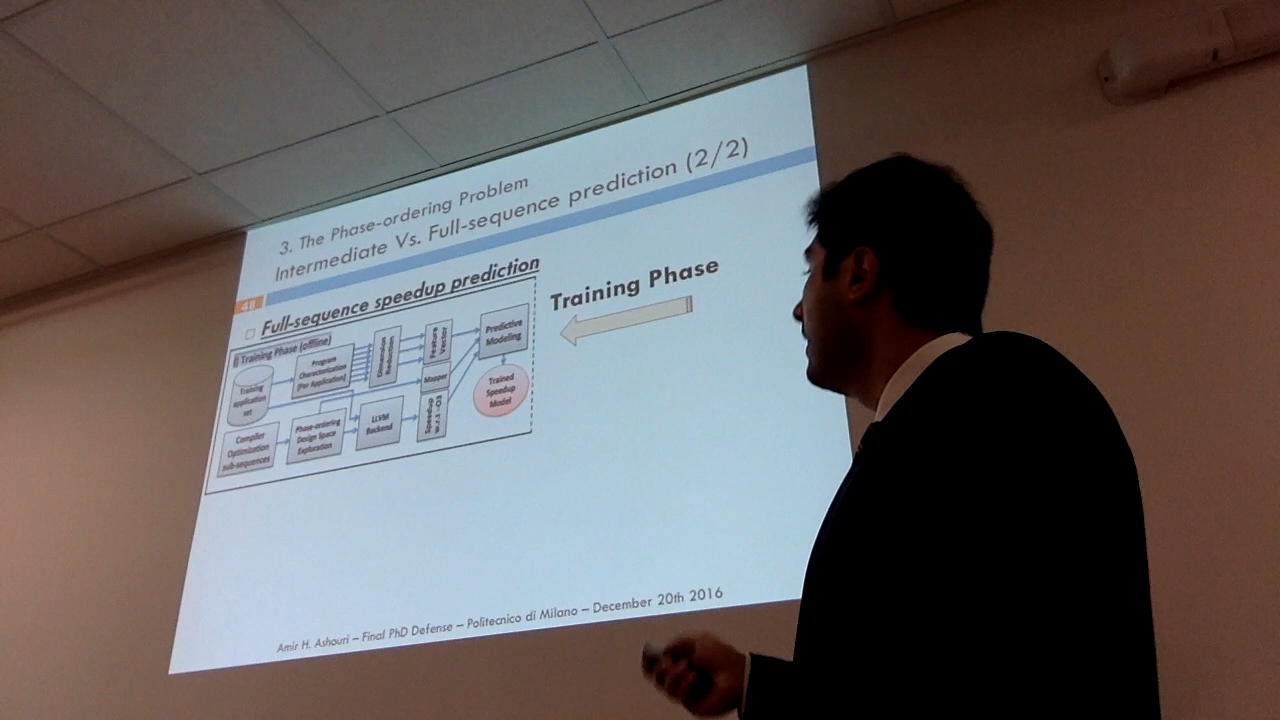 3. The Phase-ordering Problem
Intermediate Vs. Full-sequence prediction (2/2)
48
Full-sequence speedup prediction
Training Phase
Training Phase (offline)
Training
application
set
Program
Characterization
(Per Application)
Dimension
Reduction
Feature
Vector
Predictive
Modeling
Mapper
Trained
Speedup
Model
Compiler
Optimization
sub-sequences
Phase-ordering
Design Space
Exploration
LLVM
Backend
Speedup
w.r.t -O3
Amir H. Ashouri – Final PhD Defense – Politecnico di Milano – December 20th 2016